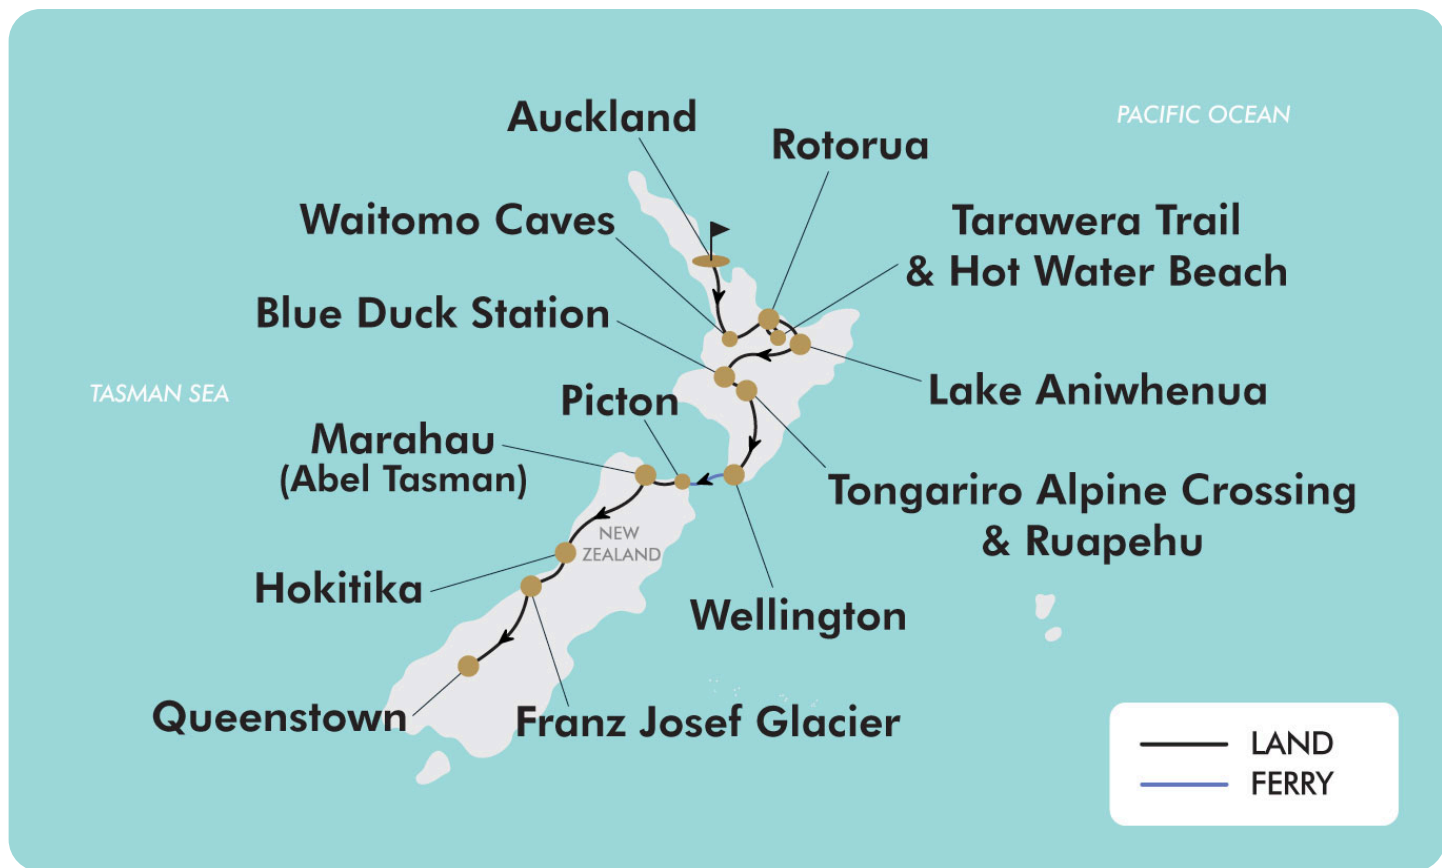 Auckland
PACIFIC OCEAN
Rotorua
Waitomo Caves
Tarawera Trail
& Hot Water Beach
Blue Duck Station
TASMAN SEA
Picton
Lake Aniwhenua
Marahau
(Abel Tasman)
Tongariro Alpine Crossing
& Ruapehu
NEW
ZEALAND
Hokitika
Wellington
Queenstown
Franz Josef Glacier
LAND
FERRY